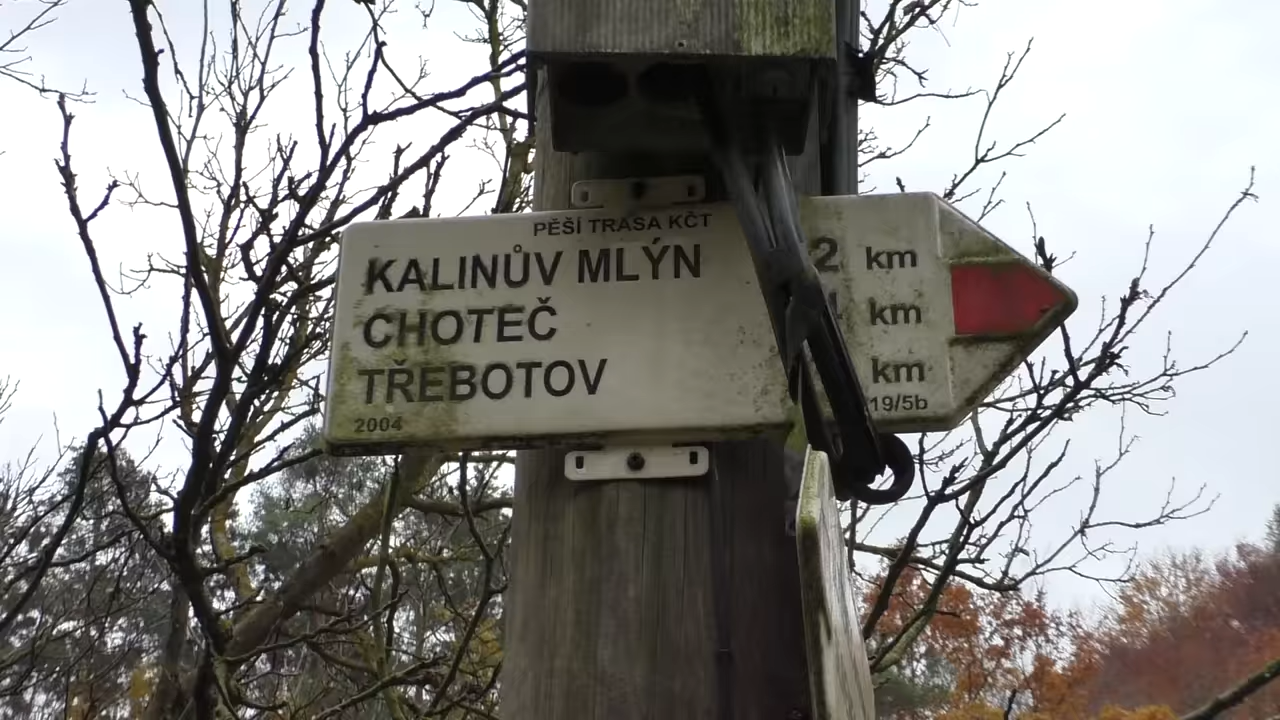 PĚŠÍ TRASA KČT
KALINŮV MLÝN 2 km
CHOTEČ km
TŘEBOTOV km
2004 19/5b